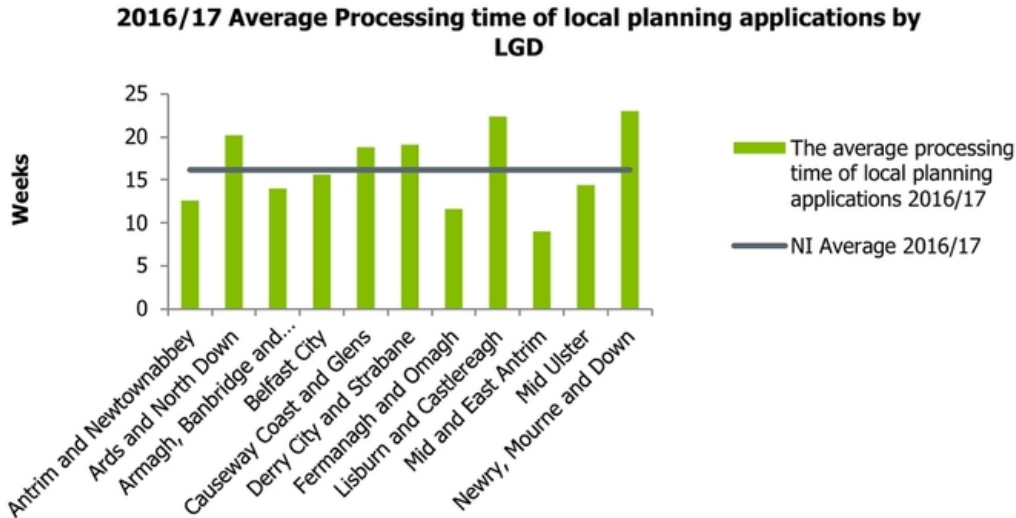 2016/17 Average Processing time of local planning applications by
LGD
Weeks
25
20
15
10
5
0
Antrim and Newtownabbey
Ards and North Down
Armagh, Banbridge and...
Belfast City
Causeway Coast and Glens
Derry City and Strabane
Fermanagh and Omagh
Lisburn and Castlereagh
Mid and East Antrim
Mid Ulster
Newry, Mourne and Down
The average processing
time of local planning
applications 2016/17
NI Average 2016/17